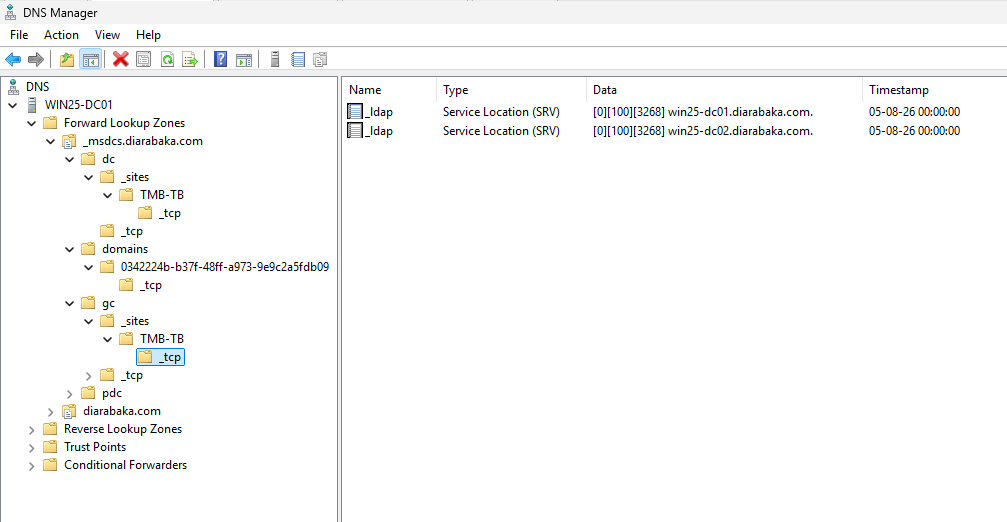 DNS Manager
File Action View Help
DNS
WIN25-DC01
Forward Lookup Zones
_msdcs.diarabaka.com
dc
_sites
TMB-TB
_tcp
_tcp
domains
0342224b-b37f-48ff-a973-9e9c2a5fdb09
_tcp
gc
_sites
TMB-TB
_tcp
_tcp
pdc
diarabaka.com
Reverse Lookup Zones
Trust Points
Conditional Forwarders
Name Type Data Timestamp
_ldap Service Location (SRV) [0][100][3268] win25-dc01.diarabaka.com. 05-08-26 00:00:00
_ldap Service Location (SRV) [0][100][3268] win25-dc02.diarabaka.com. 05-08-26 00:00:00